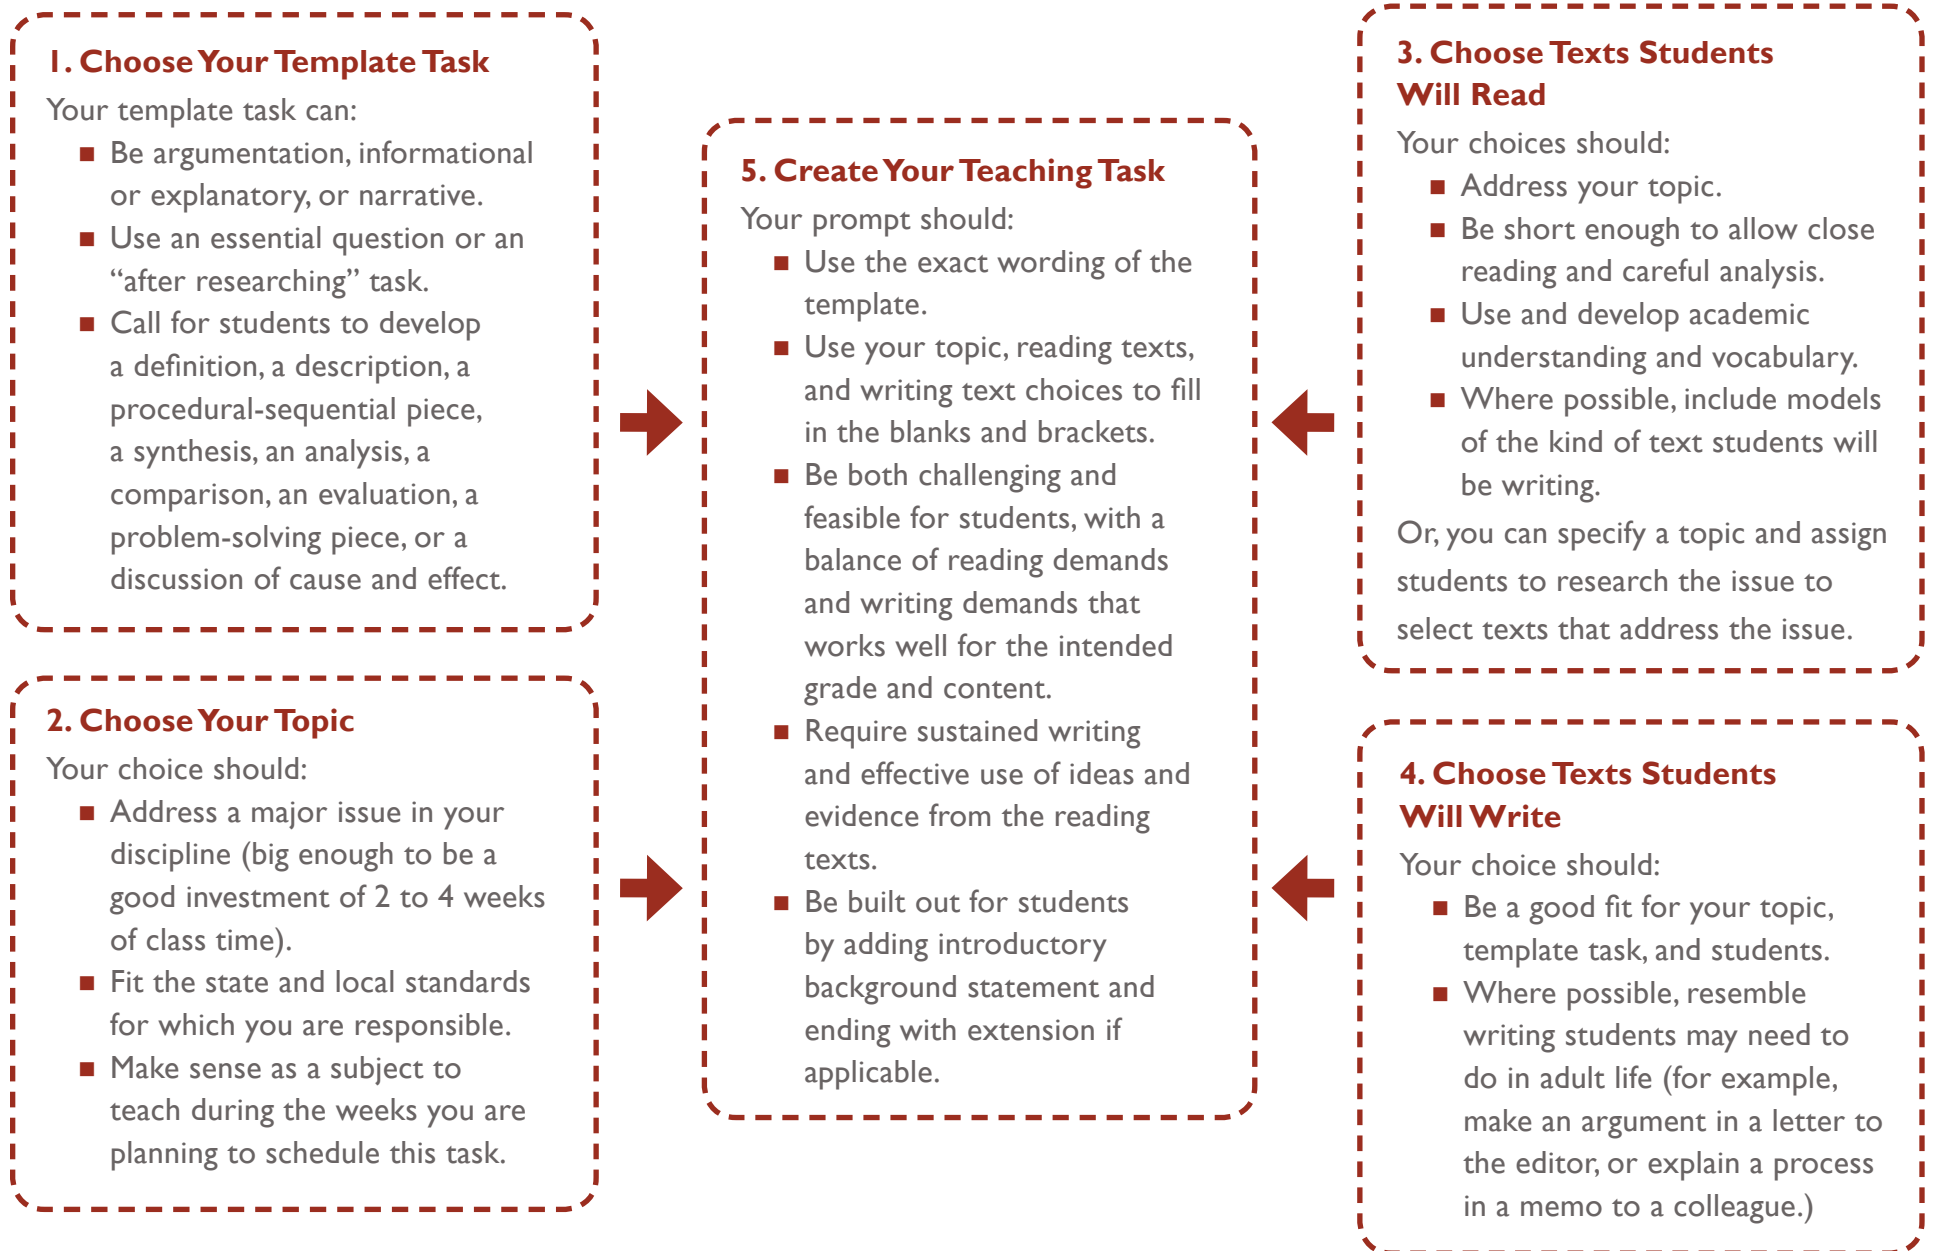 1. Choose Your Template Task
Your template task can:
■ Be argumentation, informational
or explanatory, or narrative.
■ Use an essential question or an
“after researching” task.
■ Call for students to develop
a definition, a description, a
procedural-sequential piece,
a synthesis, an analysis, a
comparison, an evaluation, a
problem-solving piece, or a
discussion of cause and effect.
2. Choose Your Topic
Your choice should:
■ Address a major issue in your
discipline (big enough to be a
good investment of 2 to 4 weeks
of class time).
■ Fit the state and local standards
for which you are responsible.
■ Make sense as a subject to
teach during the weeks you are
planning to schedule this task.
3. Choose Texts Students
Will Read
Your choices should:
■ Address your topic.
■ Be short enough to allow close
reading and careful analysis.
■ Use and develop academic
understanding and vocabulary.
■ Where possible, include models
of the kind of text students will
be writing.
Or, you can specify a topic and assign
students to research the issue to
select texts that address the issue.
4. Choose Texts Students
Will Write
Your choice should:
■ Be a good fit for your topic,
template task, and students.
■ Where possible, resemble
writing students may need to
do in adult life (for example,
make an argument in a letter to
the editor, or explain a process
in a memo to a colleague.)
5. Create Your Teaching Task
Your prompt should:
■ Use the exact wording of the
template.
■ Use your topic, reading texts,
and writing text choices to fill
in the blanks and brackets.
■ Be both challenging and
feasible for students, with a
balance of reading demands
and writing demands that
works well for the intended
grade and content.
■ Require sustained writing
and effective use of ideas and
evidence from the reading
texts.
■ Be built out for students
by adding introductory
background statement and
ending with extension if
applicable.